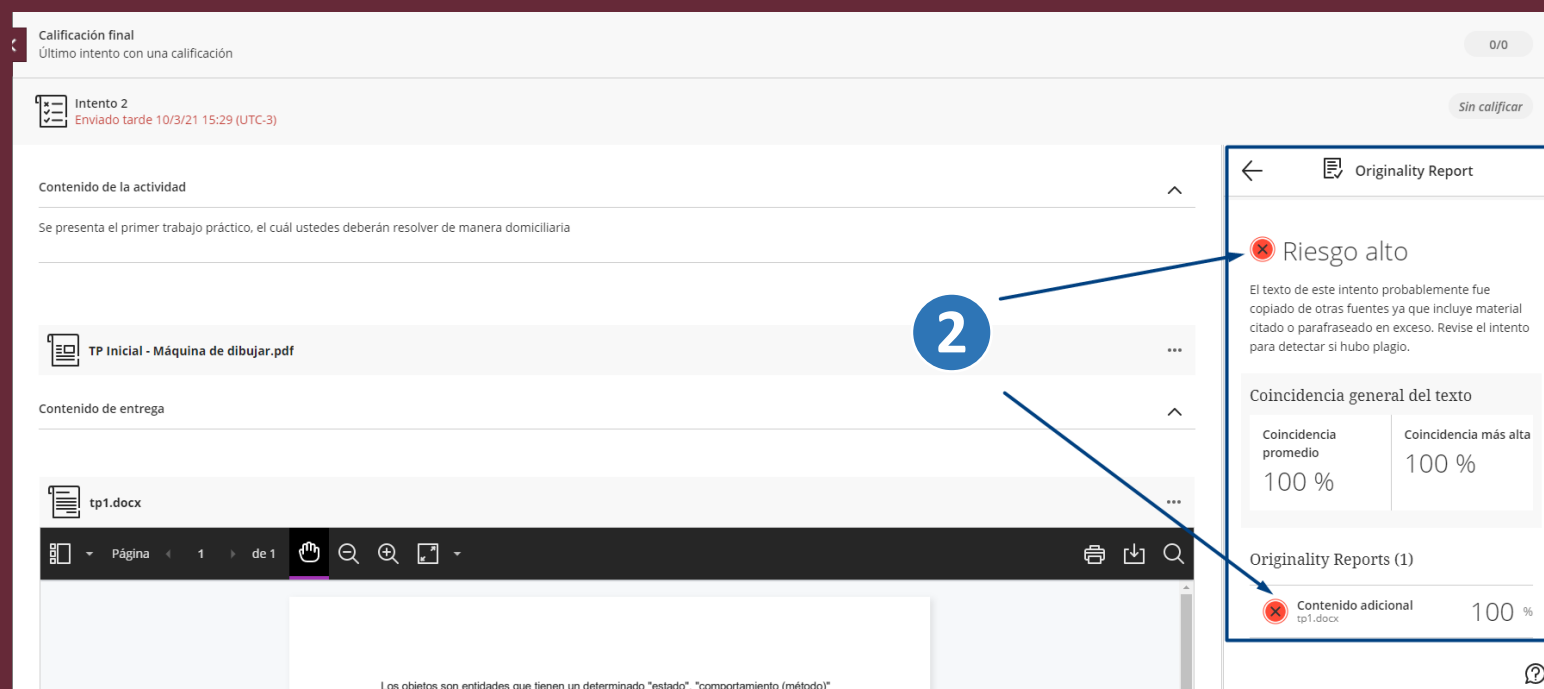 Calificación final
Último intento con una calificación
0/0
Intento 2
Enviado tarde 10/3/21 15:29 (UTC-3)
Sin calificar
Contenido de la actividad
Se presenta el primer trabajo práctico, el cuál ustedes deberán resolver de manera domiciliaria
TP Inicial - Máquina de dibujar.pdf
Contenido de entrega
tp1.docx
Página 1 de 1
Los objetos son entidades que tienen un determinado "estado", "comportamiento (método)"
2
Originality Report
Riesgo alto
El texto de este intento probablemente fue
copiado de otras fuentes ya que incluye material
citado o parafraseado en exceso. Revise el intento
para detectar si hubo plagio.
Coincidencia general del texto
Coincidencia
promedio
100 %
Coincidencia más alta
100 %
Originality Reports (1)
Contenido adicional
tp1.docx
100 %